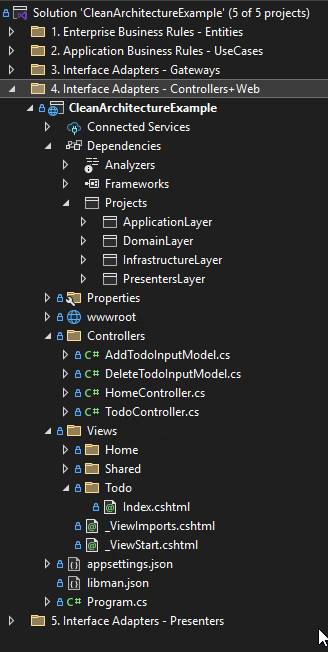 Solution 'CleanArchitectureExample' (5 of 5 projects)
1. Enterprise Business Rules - Entities
2. Application Business Rules - UseCases
3. Interface Adapters - Gateways
4. Interface Adapters - Controllers+Web
CleanArchitectureExample
Connected Services
Dependencies
Analyzers
Frameworks
Projects
ApplicationLayer
DomainLayer
InfrastructureLayer
PresentersLayer
Properties
wwwroot
Controllers
C# AddTodoInputModel.cs
C# DeleteTodoInputModel.cs
C# HomeController.cs
C# TodoController.cs
Views
Home
Shared
Todo
Index.cshtml
_ViewImports.cshtml
_ViewStart.cshtml
appsettings.json
libman.json
C# Program.cs
5. Interface Adapters - Presenters